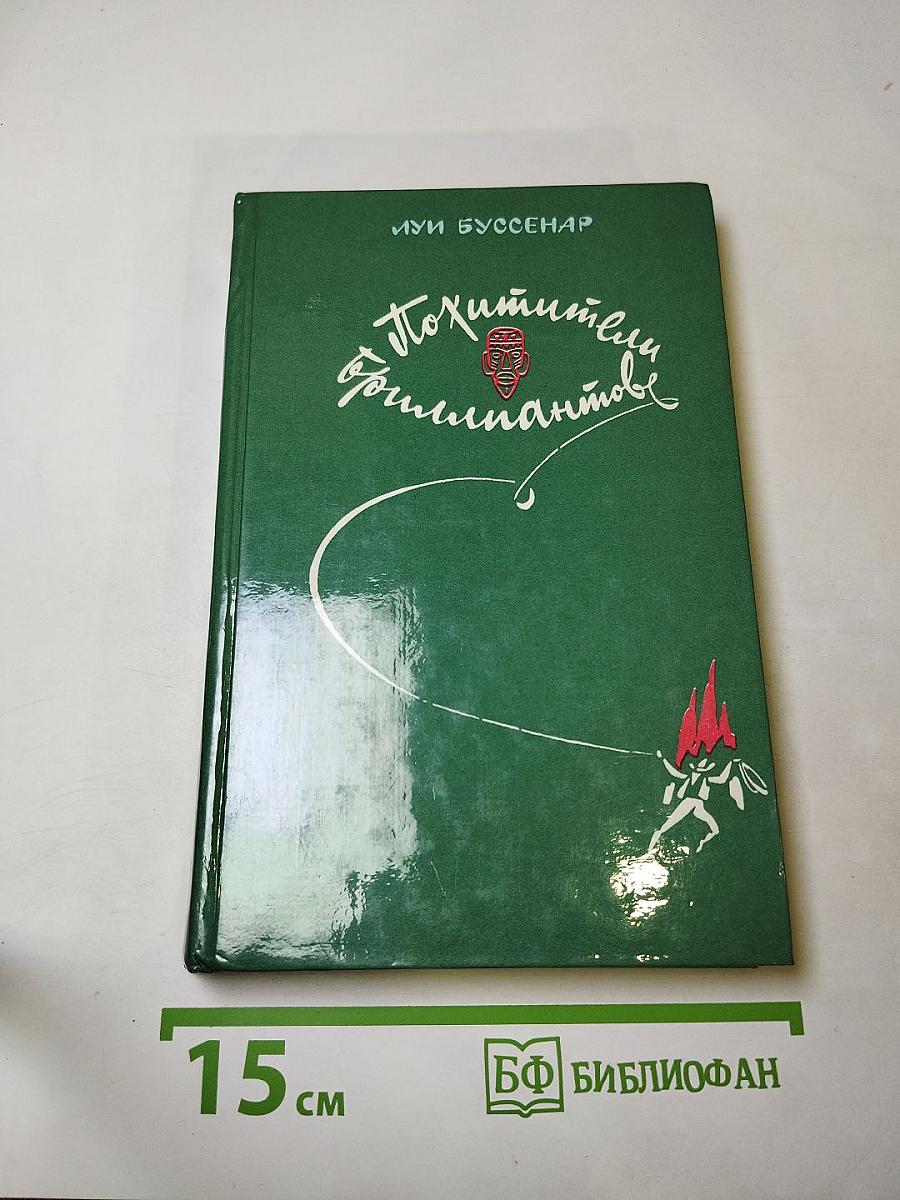 ЛУИ БУССЕНАР
Похитители
бриллиантов
15 см
БФ БИБЛИОФАН